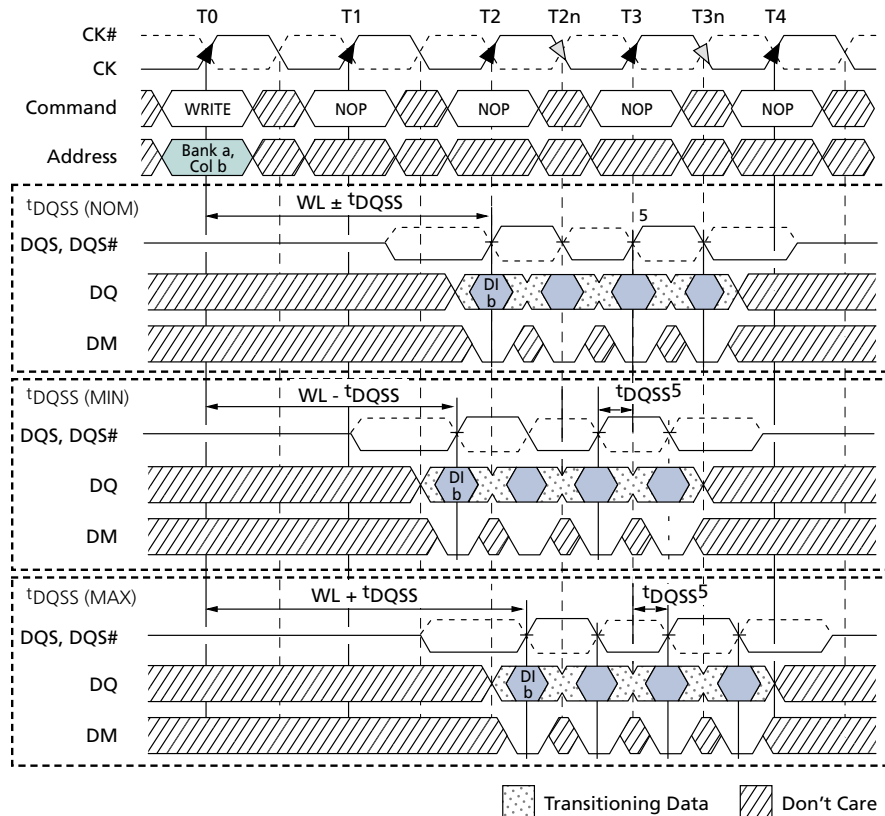 T0 T1 T2 T2n T3 T3n T4
CK#
CK
Command WRITE NOP NOP NOP NOP
Address Bank a,
Col b
tDQSS (NOM) WL ± tDQSS
5
DQS, DQS#
DQ DI
b
DM
tDQSS (MIN) WL - tDQSS tDQSS5
DQS, DQS#
DQ DI
b
DM
tDQSS (MAX) WL + tDQSS tDQSS5
DQS, DQS#
DQ DI
b
DM
Transitioning Data Don't Care